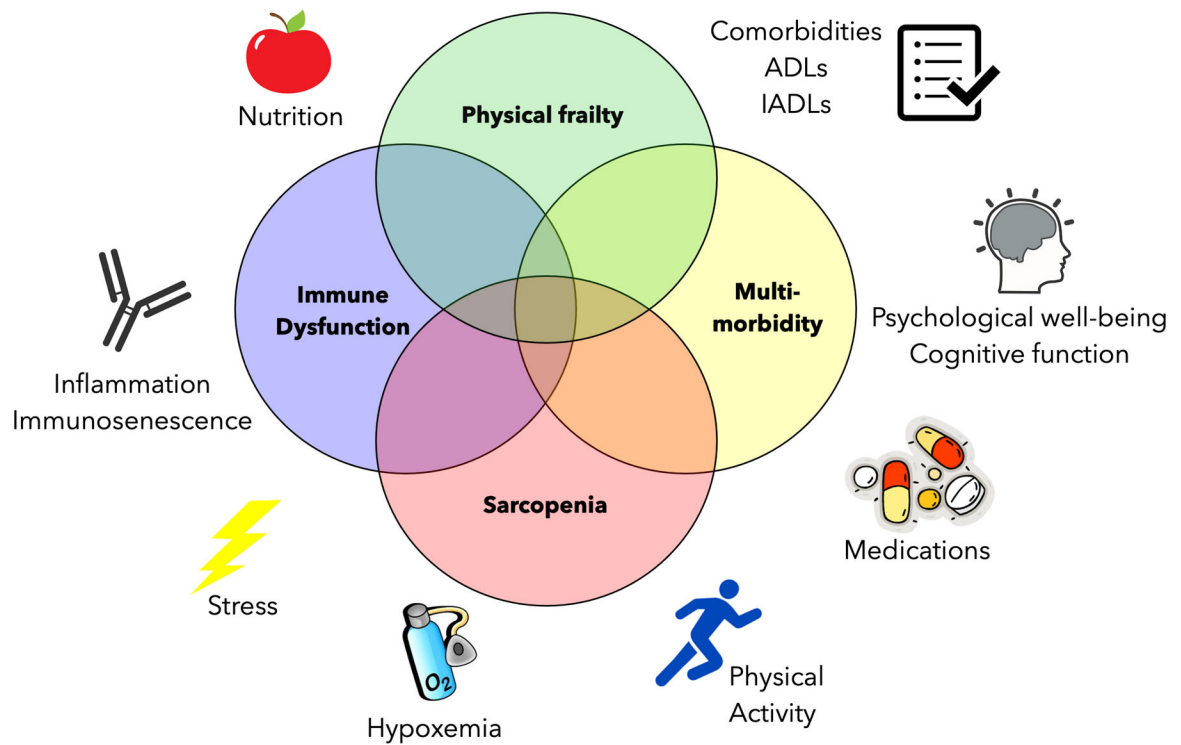 Nutrition
Comorbidities
ADLs
IADLs
Physical frailty
Immune
Dysfunction
Multi-
morbidity
Psychological well-being
Cognitive function
Inflammation
Immunosenescence
Sarcopenia
Medications
Stress
O2
Hypoxemia
Physical
Activity